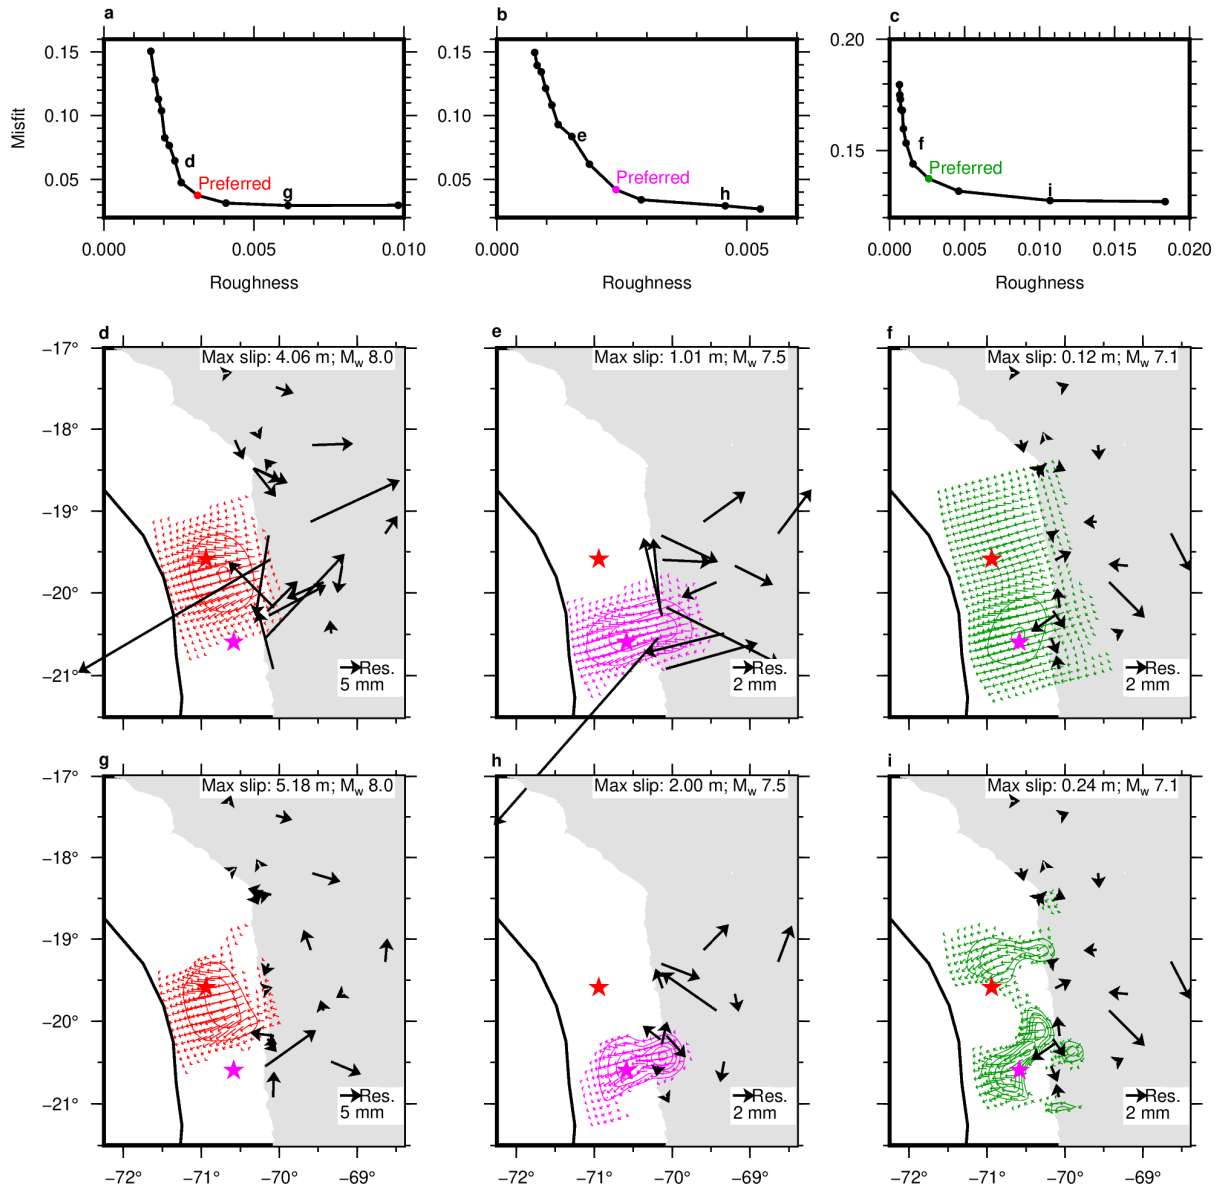 a
b
c
0.15
0.10
0.05
0.15
0.10
0.05
0.20
0.15
Misfit
d
Preferred
g
e
Preferred
h
f
Preferred
i
0.000
0.005
0.010
0.000
0.005
0.000
0.005
0.010
0.015
0.020
Roughness
Roughness
Roughness
d
e
f
Max slip: 4.06 m; Mw 8.0
Max slip: 1.01 m; Mw 7.5
Max slip: 0.12 m; Mw 7.1
−17°
−18°
−19°
−20°
−21°
Res.
5 mm
Res.
2 mm
Res.
2 mm
g
h
i
Max slip: 5.18 m; Mw 8.0
Max slip: 2.00 m; Mw 7.5
Max slip: 0.24 m; Mw 7.1
−17°
−18°
−19°
−20°
−21°
Res.
5 mm
Res.
2 mm
Res.
2 mm
−72°
−71°
−70°
−69°
−72°
−71°
−70°
−69°
−72°
−71°
−70°
−69°